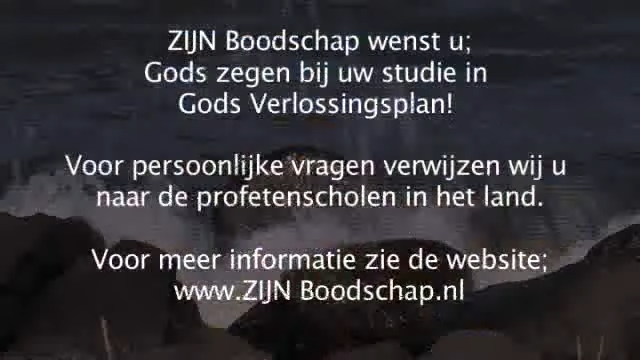 ZIJN Boodschap wenst u;
Gods zegen bij uw studie in
Gods Verlossingsplan!
Voor persoonlijke vragen verwijzen wij u
naar de profetenscholen in het land.
Voor meer informatie zie de website;
www.ZIJN Boodschap.nl